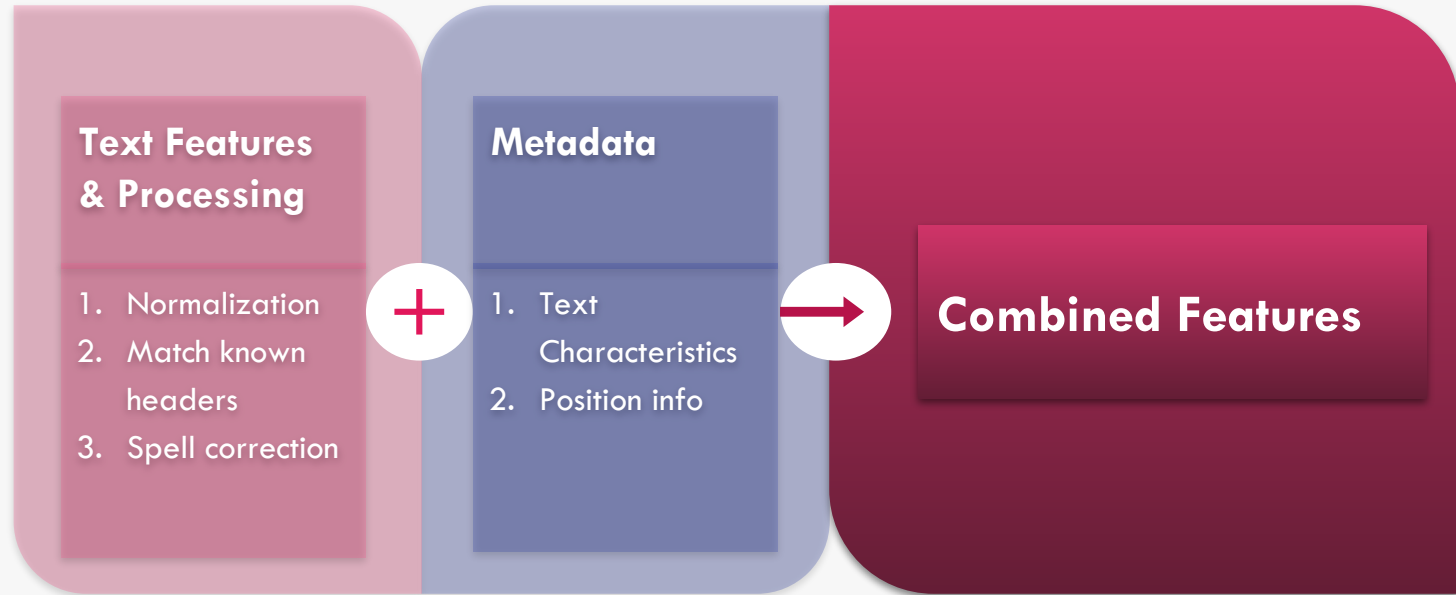 Text Features
& Processing
1. Normalization
2. Match known
headers
3. Spell correction
+
Metadata
1. Text
Characteristics
2. Position info
Combined Features